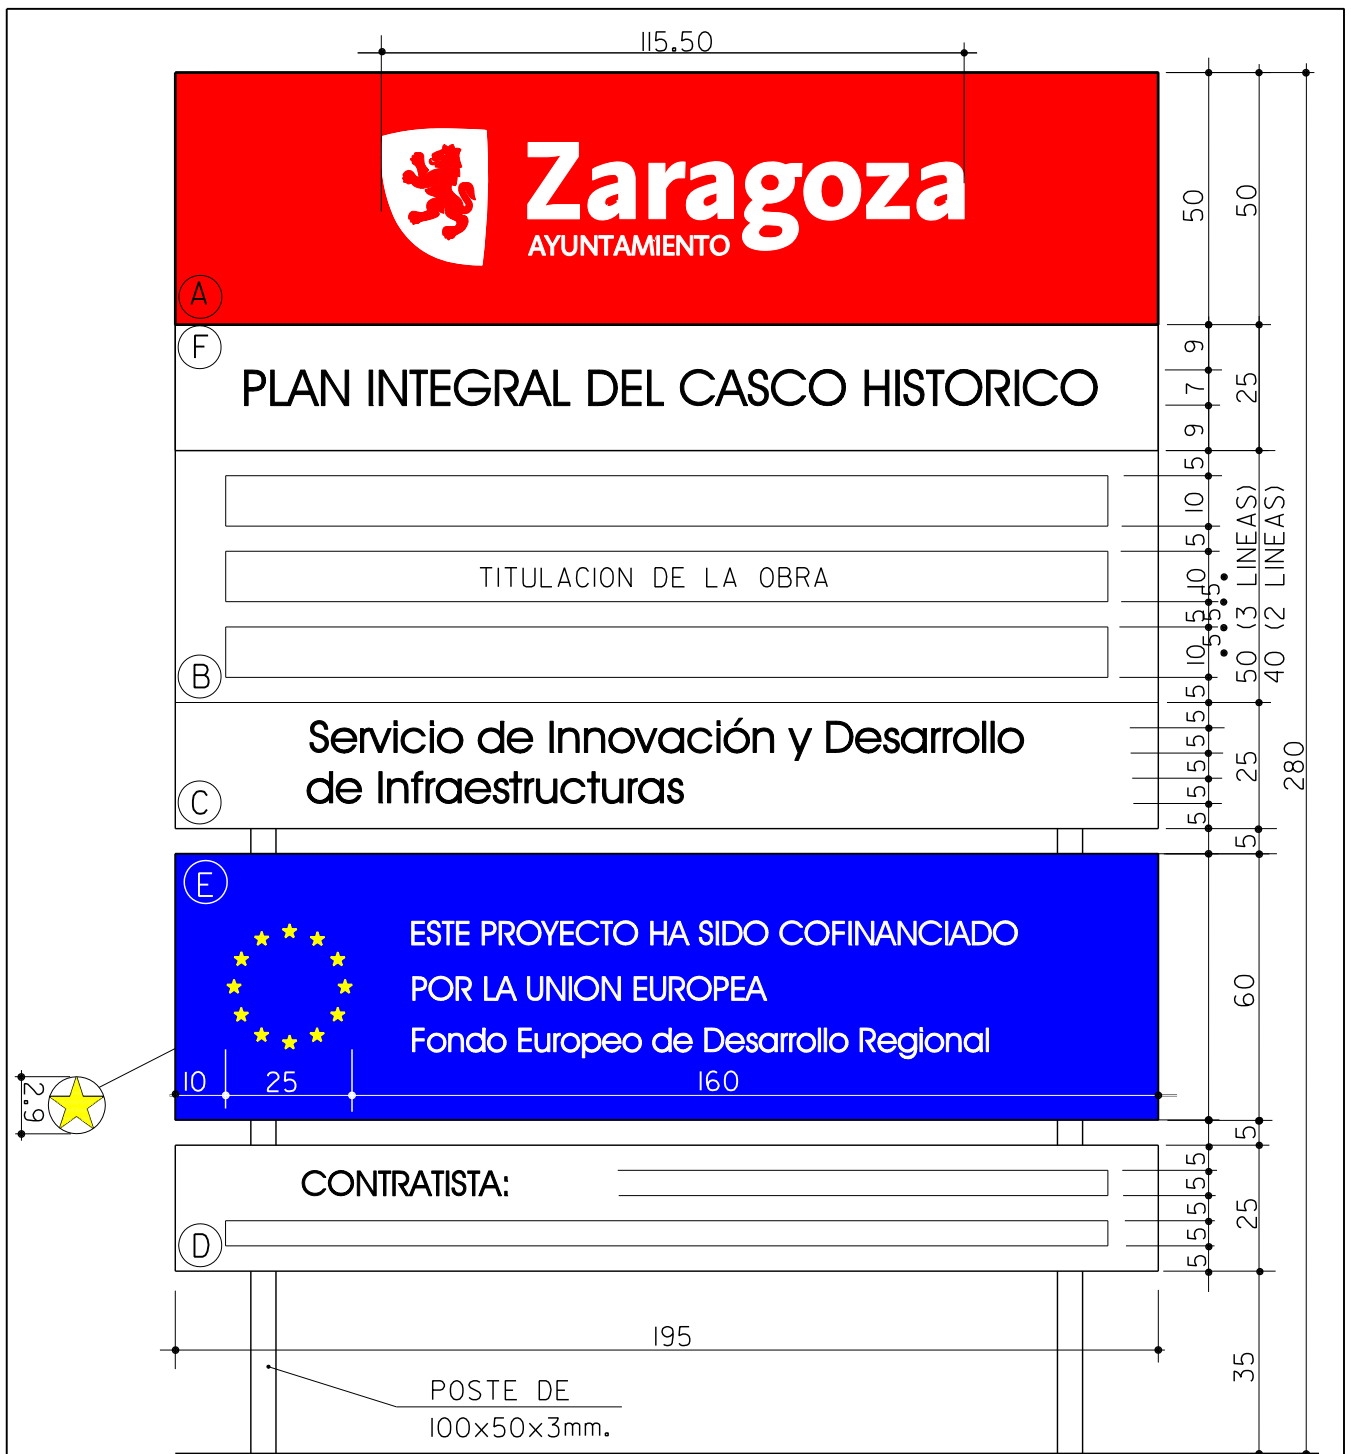 115.50
Zaragoza
AYUNTAMIENTO
A
50
50
F
PLAN INTEGRAL DEL CASCO HISTORICO
9
7
9
25
5
10
5
10
5
10
5
5
5
5
TITULACION DE LA OBRA
50 (3 LINEAS)
40 (2 LINEAS)
B
Servicio de Innovación y Desarrollo
de Infraestructuras
C
5
5
5
5
5
25
280
5
E
ESTE PROYECTO HA SIDO COFINANCIADO
POR LA UNION EUROPEA
Fondo Europeo de Desarrollo Regional
60
10
25
160
2.9
5
CONTRATISTA:
D
5
5
5
5
5
25
195
35
POSTE DE
100x50x3mm.